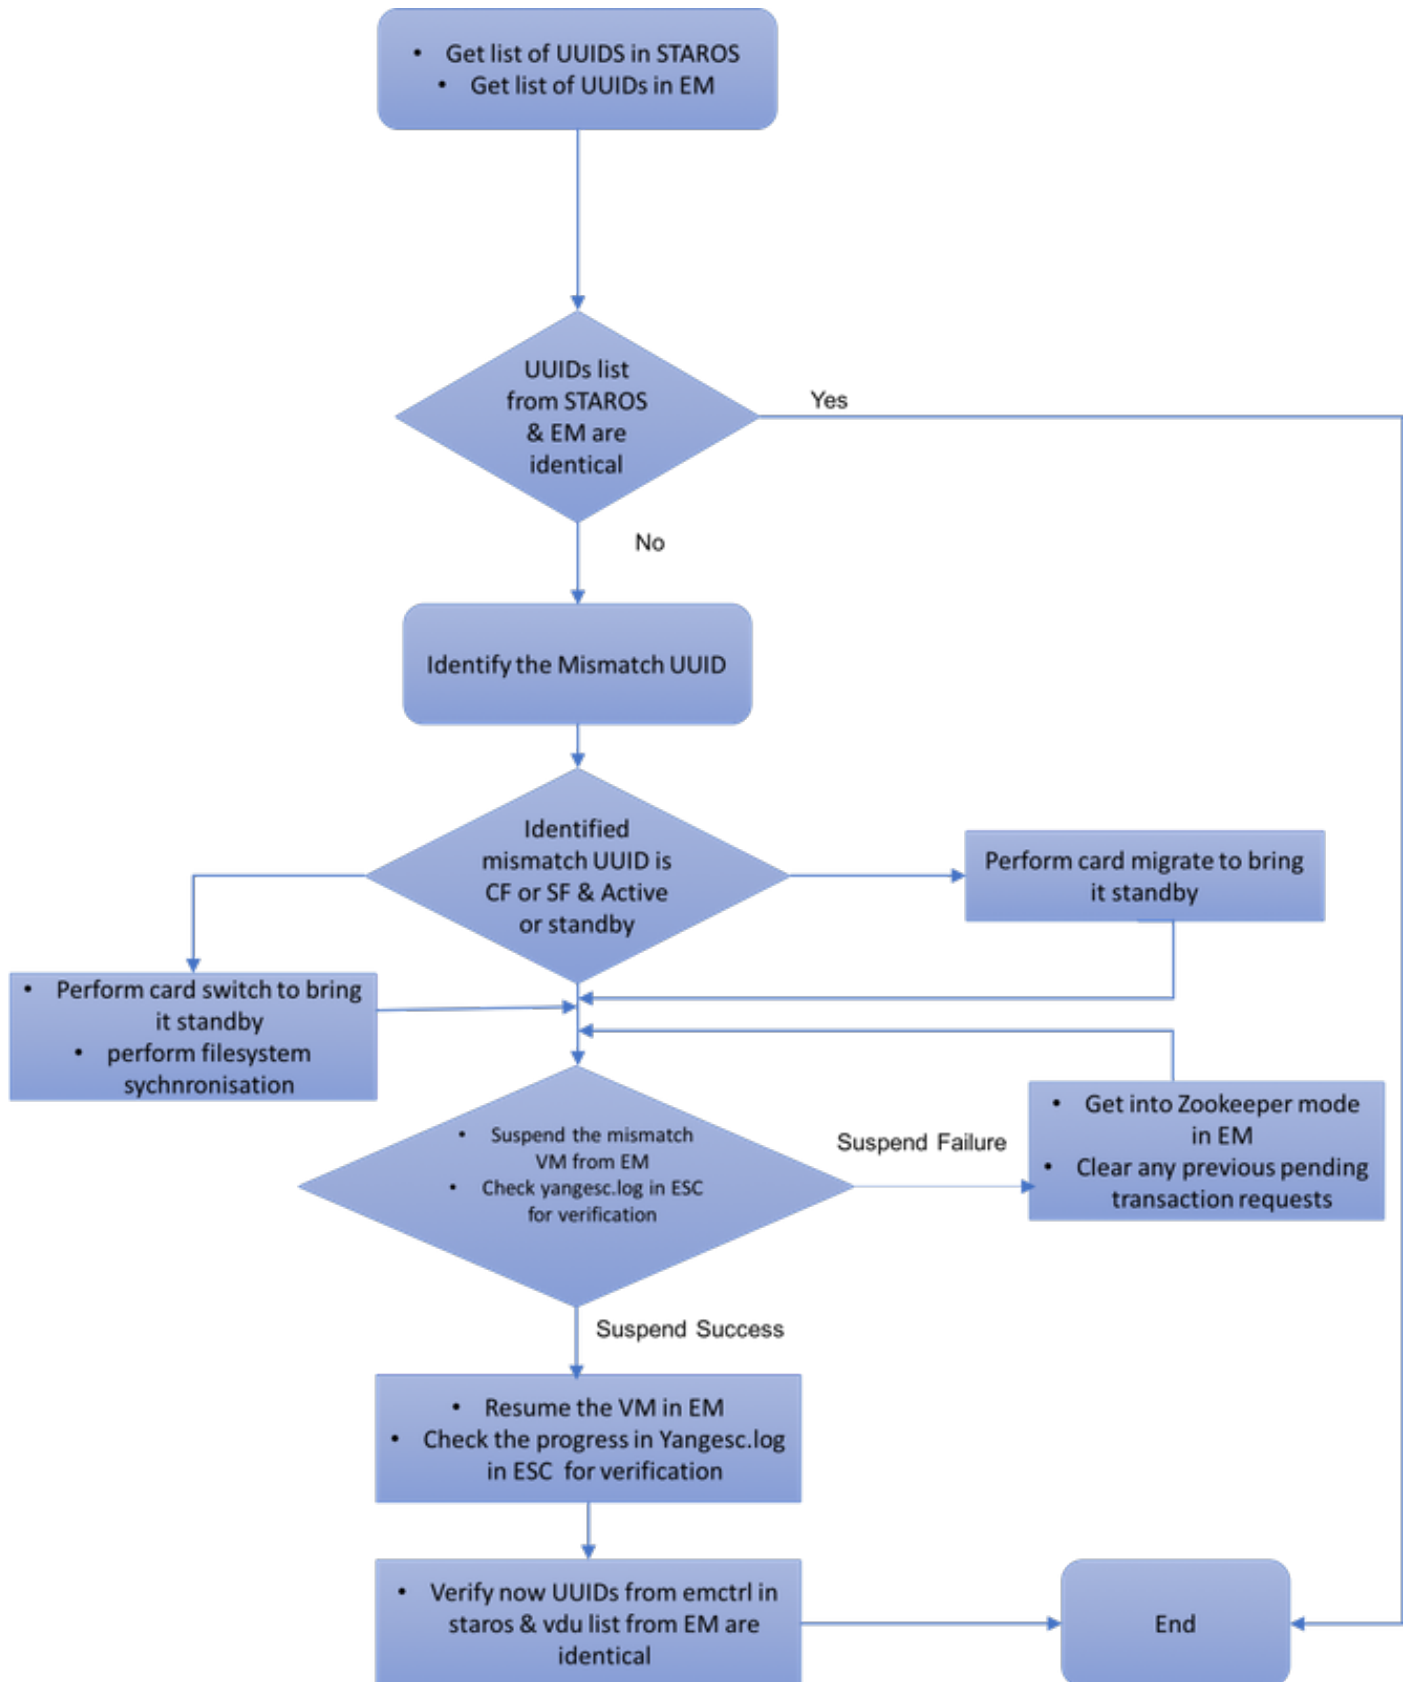 • Get list of UUIDS in STAROS
• Get list of UUIDs in EM
UUIDs list
from STAROS
& EM are
identical
Yes
No
Identify the Mismatch UUID
Identified
mismatch UUID is
CF or SF & Active
or standby
Perform card migrate to bring
it standby
• Perform card switch to bring
it standby
• perform filesystem
sychnronisation
• Suspend the mismatch
VM from EM
• Check yangesc.log in ESC
for verification
Suspend Failure
• Get into Zookeeper mode
in EM
• Clear any previous pending
transaction requests
Suspend Success
• Resume the VM in EM
• Check the progress in Yangesc.log
in ESC for verification
• Verify now UUIDs from emctrl in
staros & vdu list from EM are
identical
End